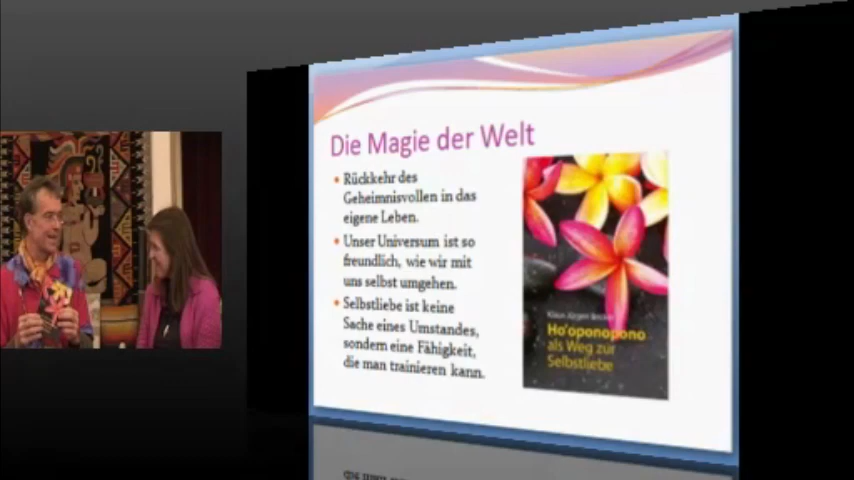 Die Magie der Welt
• Rückkehr des
Geheimnisvollen in das
eigene Leben.
• Unser Universum ist so
freundlich, wie wir mit
uns selbst umgehen.
• Selbstliebe ist keine
Sache eines Umstandes,
sondern eine Fähigkeit,
die man trainieren kann.
Klaus Jürgen Becker
Ho'oponopono
als Weg zur
Selbstliebe